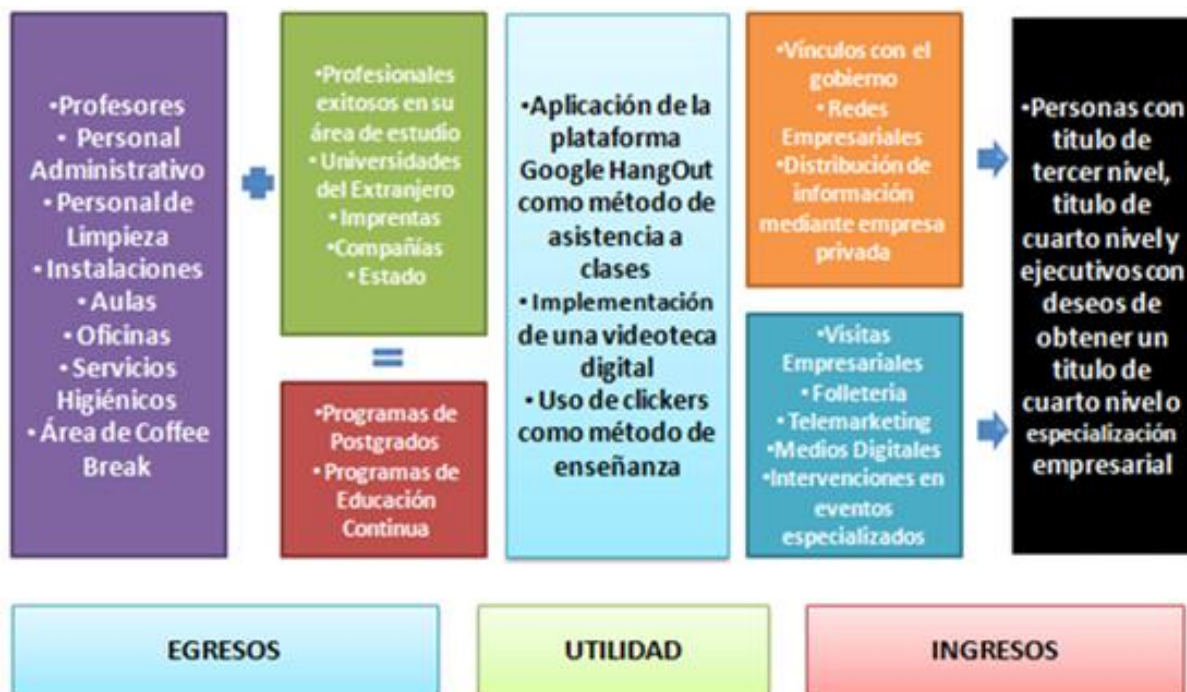 •Profesores
• Personal
Administrativo
•Personal de
Limpieza
•Instalaciones
•Aulas
•Oficinas
•Servicios
Higiénicos
•Área de Coffee
Break
•Profesionales
exitosos en su
área de estudio
•Universidades
del Extranjero
•Imprentas
•Compañías
•Estado
=
•Programas de
Postgrados
•Programas de
Educación
Continua
•Aplicación de la
plataforma
Google HangOut
como método de
asistencia a
clases
•Implementación
de una videoteca
digital
•Uso de clickers
como método de
enseñanza
•Vínculos con el
gobierno
•Redes
Empresariales
•Distribución de
información
mediante empresa
privada
•Visitas
Empresariales
•Folletería
•Telemarketing
•Medios Digitales
•Intervenciones en
eventos
especializados
•Personas con
titulo de
tercer nivel,
titulo de
cuarto nivel y
ejecutivos con
deseos de
obtener un
titulo de
cuarto nivel o
especialización
empresarial
EGRESOS
UTILIDAD
INGRESOS